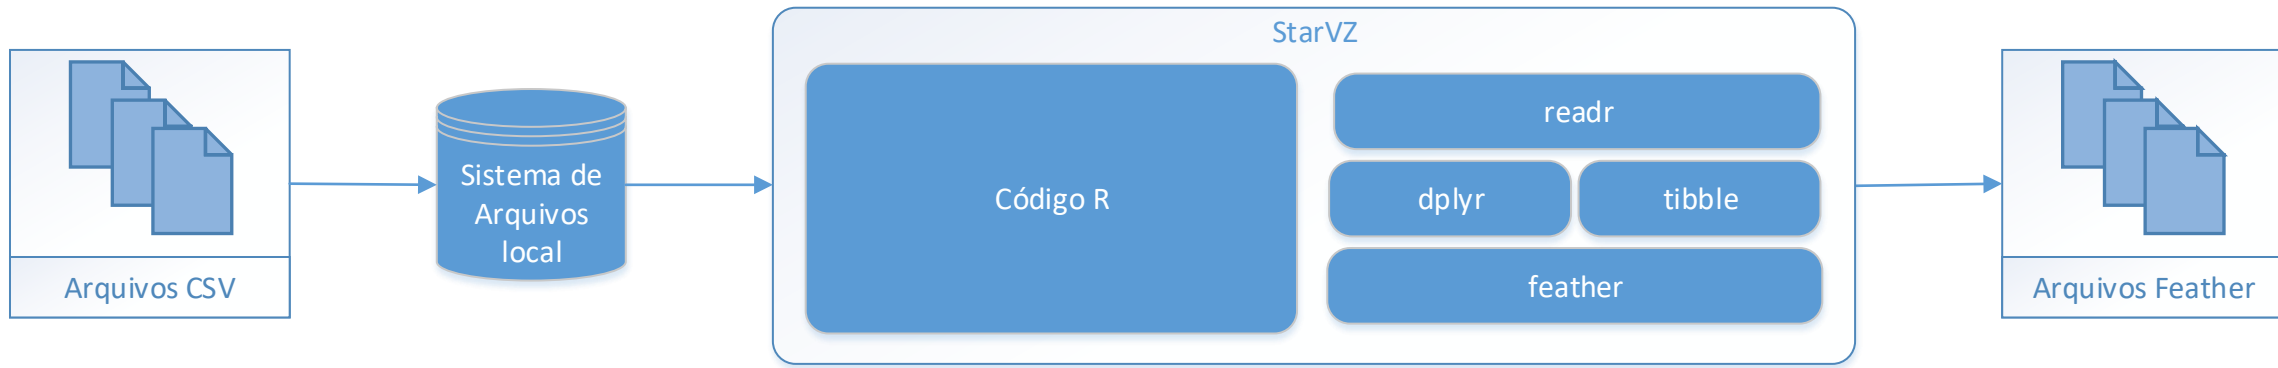 StarVZ
Arquivos CSV
Sistema de
Arquivos
local
Código R
readr
dplyr
tibble
feather
Arquivos Feather